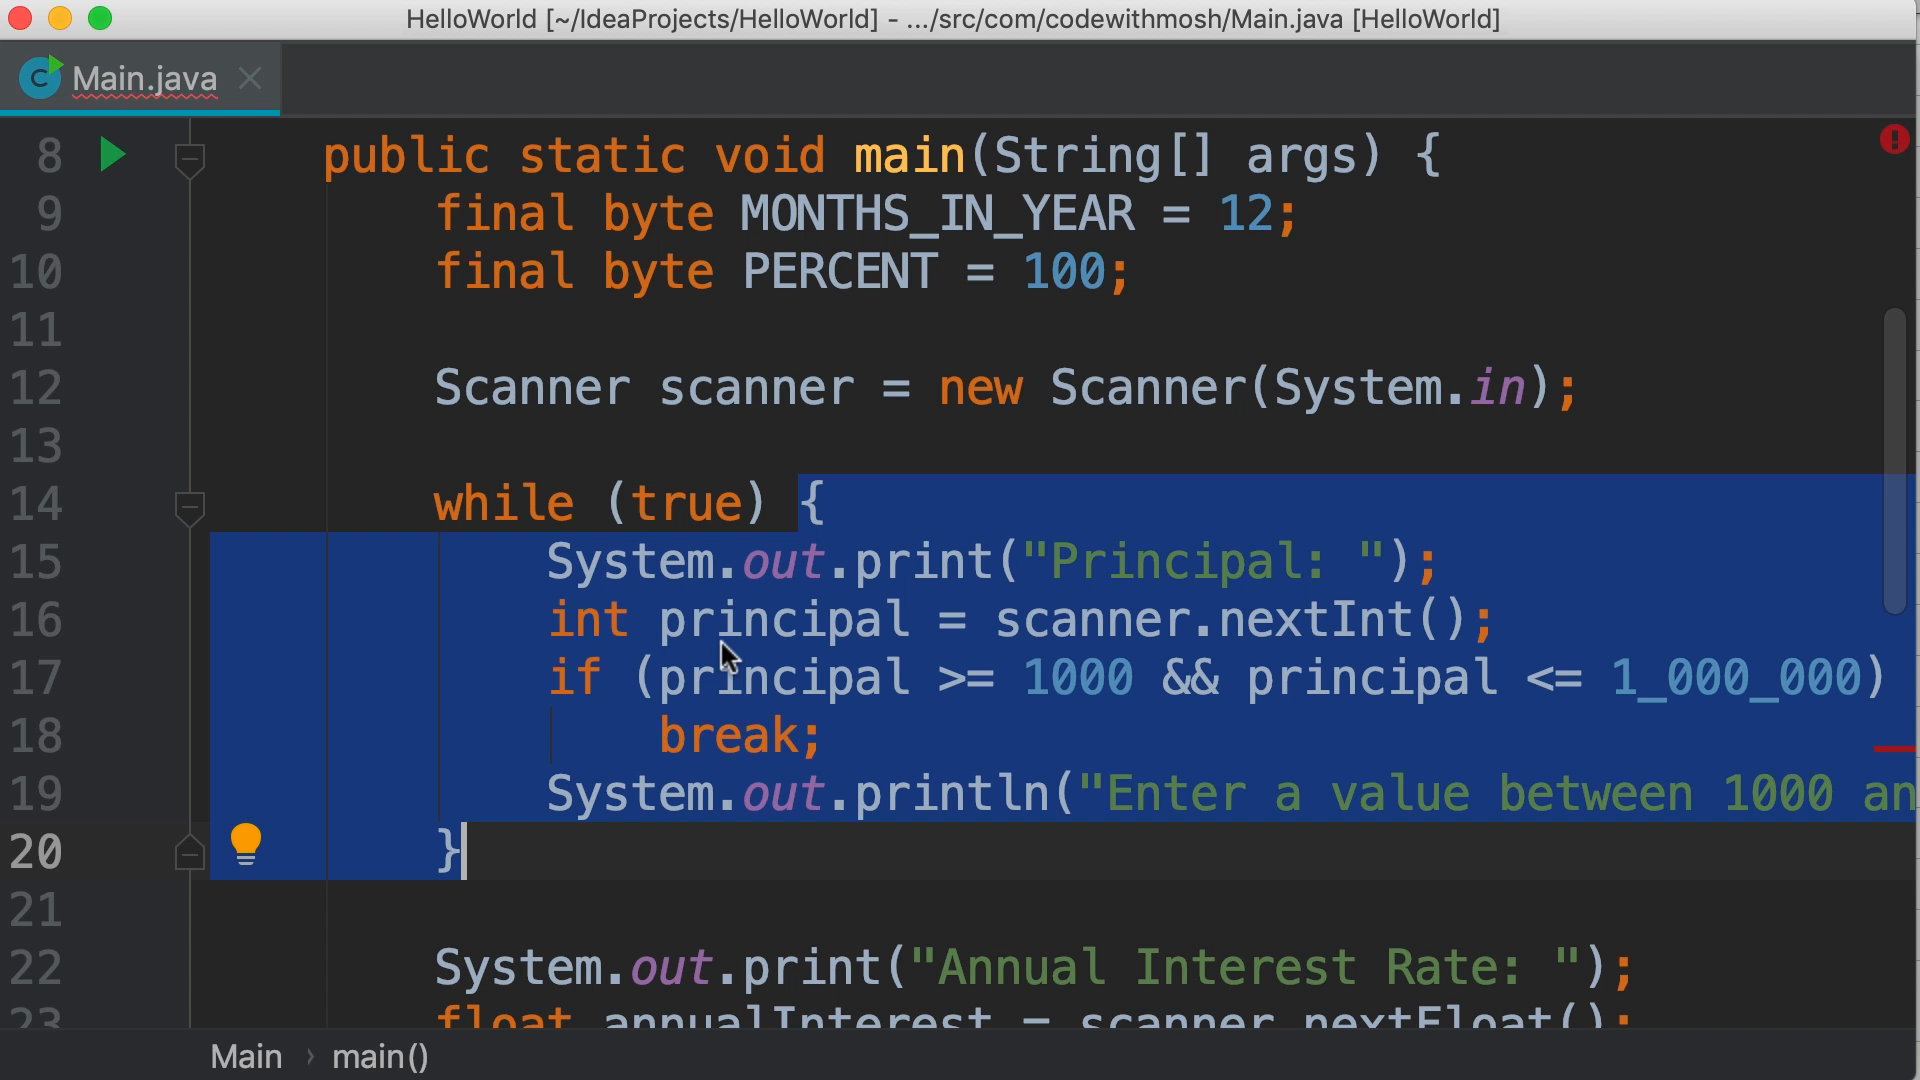 HelloWorld [~/IdeaProjects/HelloWorld] - .../src/com/codewithmosh/Main.java [HelloWorld]
C Main.java
8 public static void main(String[] args) {
9 final byte MONTHS_IN_YEAR = 12;
10 final byte PERCENT = 100;
11
12 Scanner scanner = new Scanner(System.in);
13
14 while (true) {
15 System.out.print("Principal: ");
16 int principal = scanner.nextInt();
17 if (principal >= 1000 && principal <= 1_000_000)
18 break;
19 System.out.println("Enter a value between 1000 an
20 }
21
22 System.out.print("Annual Interest Rate: ");
23 float annualInterest = scanner.nextFloat();
Main › main()